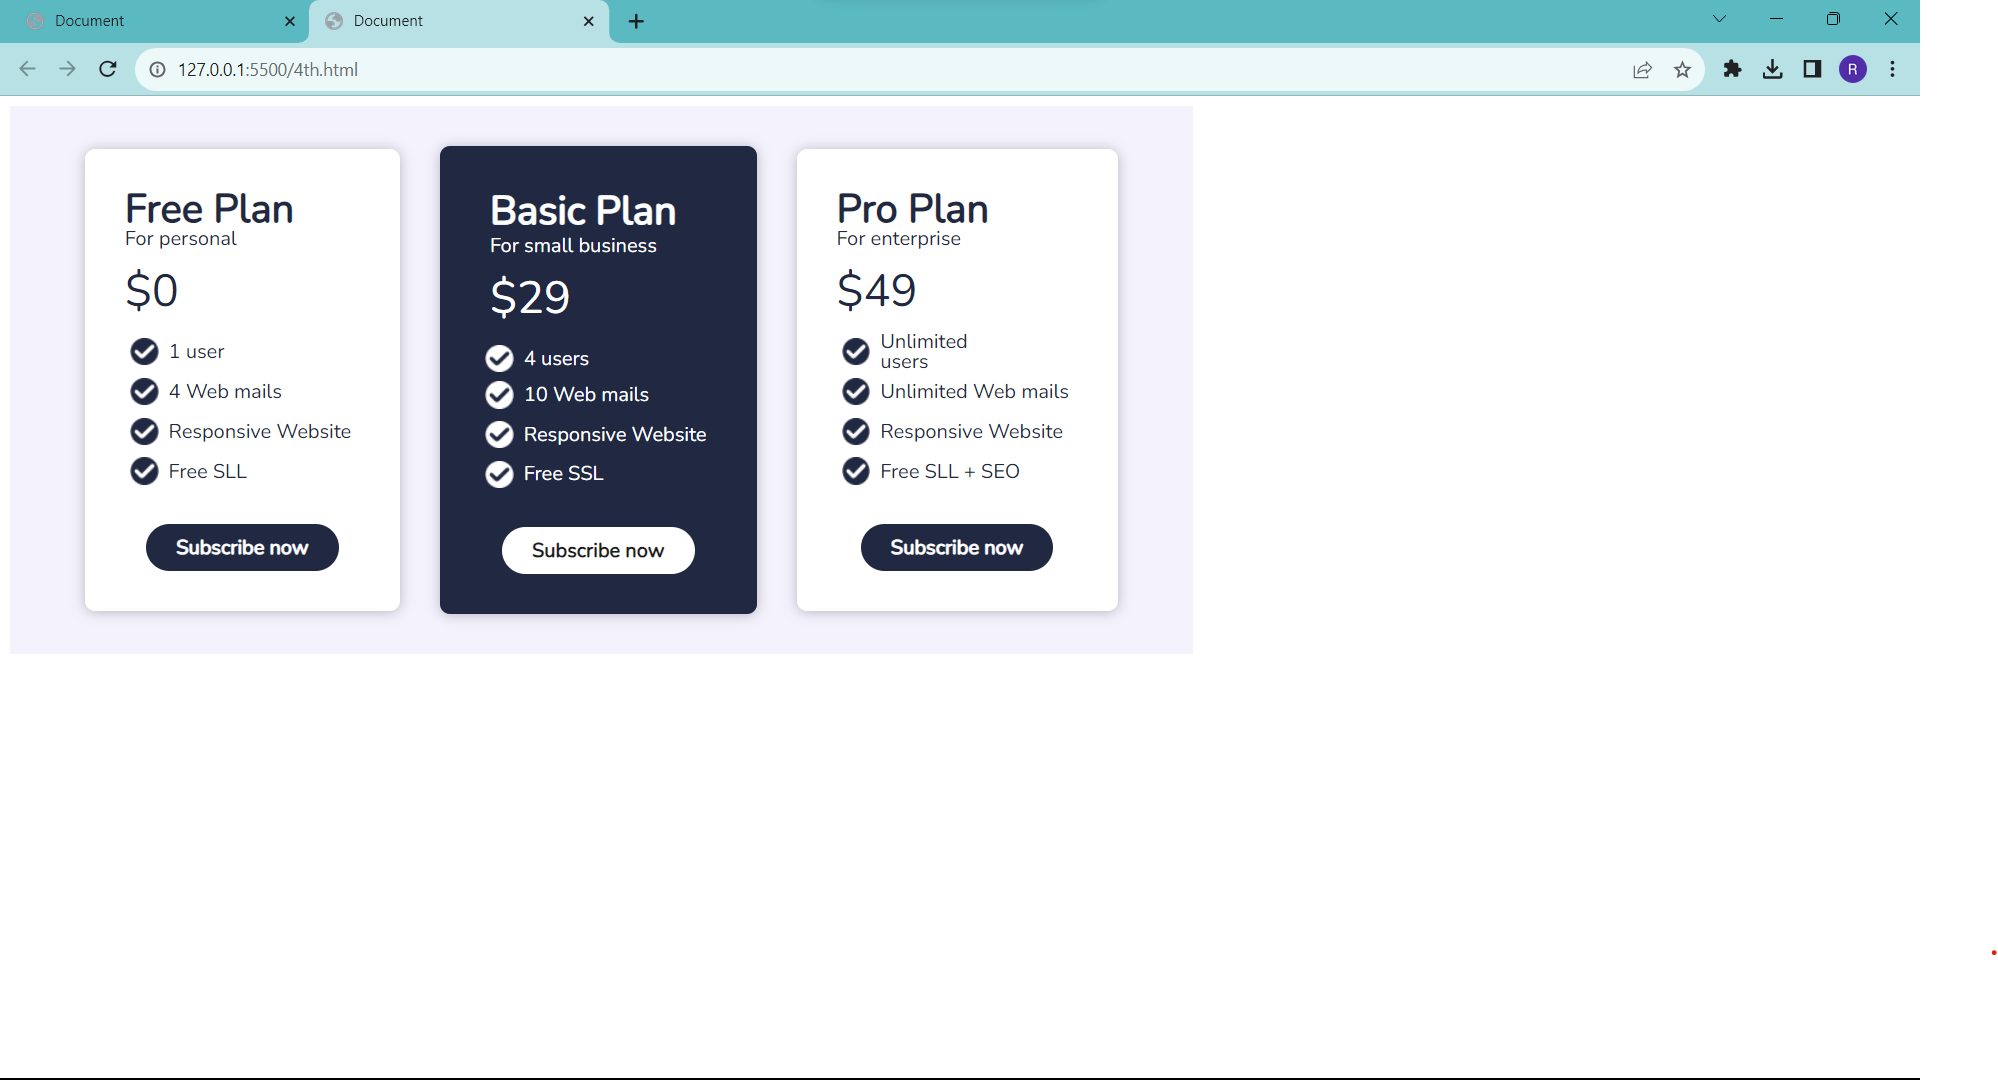 Document
Document
127.0.0.1:5500/4th.html
R
Free Plan
For personal
$0
1 user
4 Web mails
Responsive Website
Free SLL
Subscribe now
Basic Plan
For small business
$29
4 users
10 Web mails
Responsive Website
Free SSL
Subscribe now
Pro Plan
For enterprise
$49
Unlimited
users
Unlimited Web mails
Responsive Website
Free SLL + SEO
Subscribe now